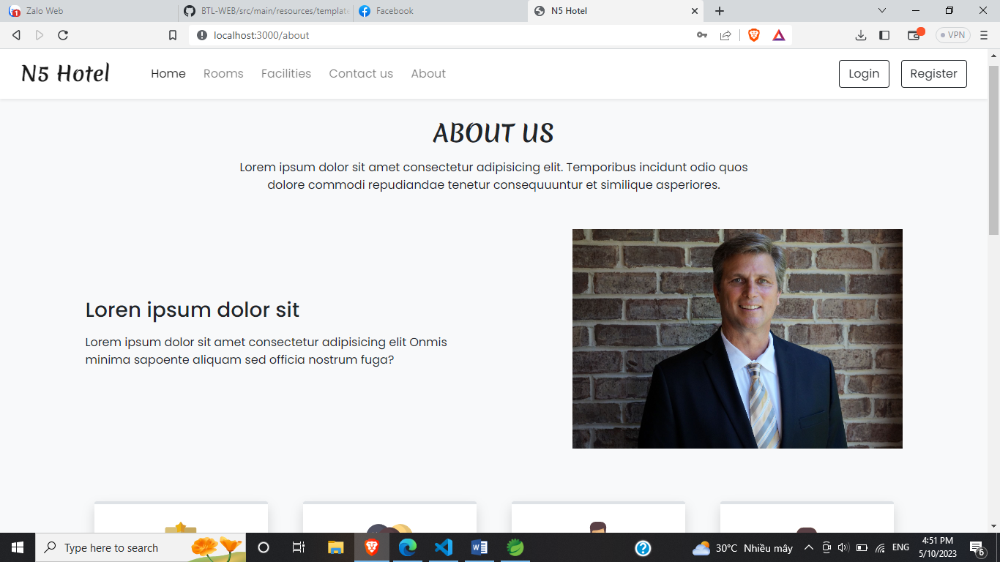 Zalo Web
BTL-WEB/src/main/resources/template
Facebook
N5 Hotel
localhost:3000/about
VPN
N5 Hotel
Home
Rooms
Facilities
Contact us
About
Login
Register
ABOUT US
Lorem ipsum dolor sit amet consectetur adipisicing elit. Temporibus incidunt odio quos
dolore commodi repudiandae tenetur consequuuntur et similique asperiores.
Loren ipsum dolor sit
Lorem ipsum dolor sit amet consectetur adipisicing elit Onmis
minima sapoente aliquam sed officia nostrum fuga?
Type here to search
30°C Nhiều mây
ENG
4:51 PM
5/10/2023
6